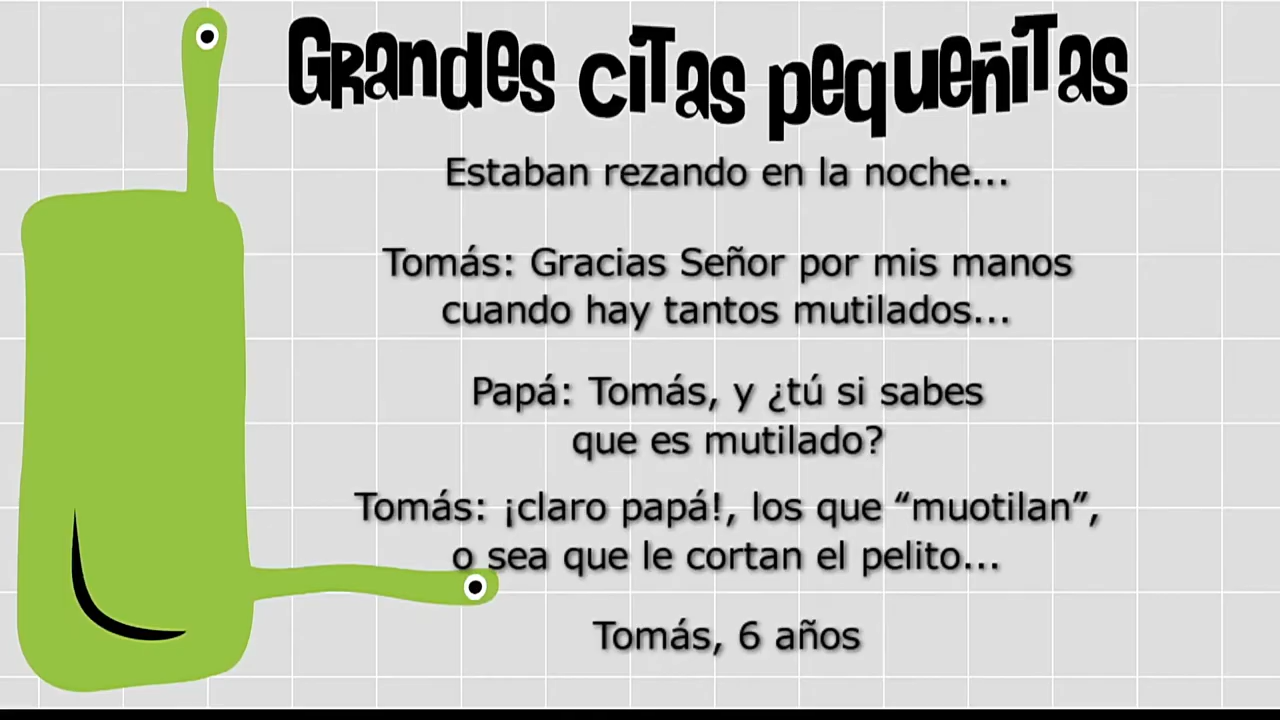 Grandes citas pequeñitas
Estaban rezando en la noche...
Tomás: Gracias Señor por mis manos
cuando hay tantos mutilados...
Papá: Tomás, y ¿tú si sabes
que es mutilado?
Tomás: ¡claro papá!, los que “muotilan”,
o sea que le cortan el pelito...
Tomás, 6 años